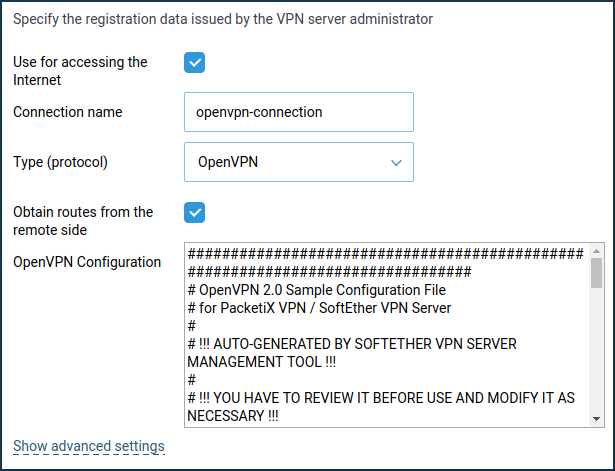 Specify the registration data issued by the VPN server administrator
Use for accessing the
Internet
Connection name
openvpn-connection
Type (protocol)
OpenVPN
Obtain routes from the
remote side
OpenVPN Configuration
##############################################
#################################
# OpenVPN 2.0 Sample Configuration File
# for PacketiX VPN / SoftEther VPN Server
#
# !!! AUTO-GENERATED BY SOFTETHER VPN SERVER
MANAGEMENT TOOL !!!
#
# !!! YOU HAVE TO REVIEW IT BEFORE USE AND MODIFY IT AS
NECESSARY !!!
Show advanced settings